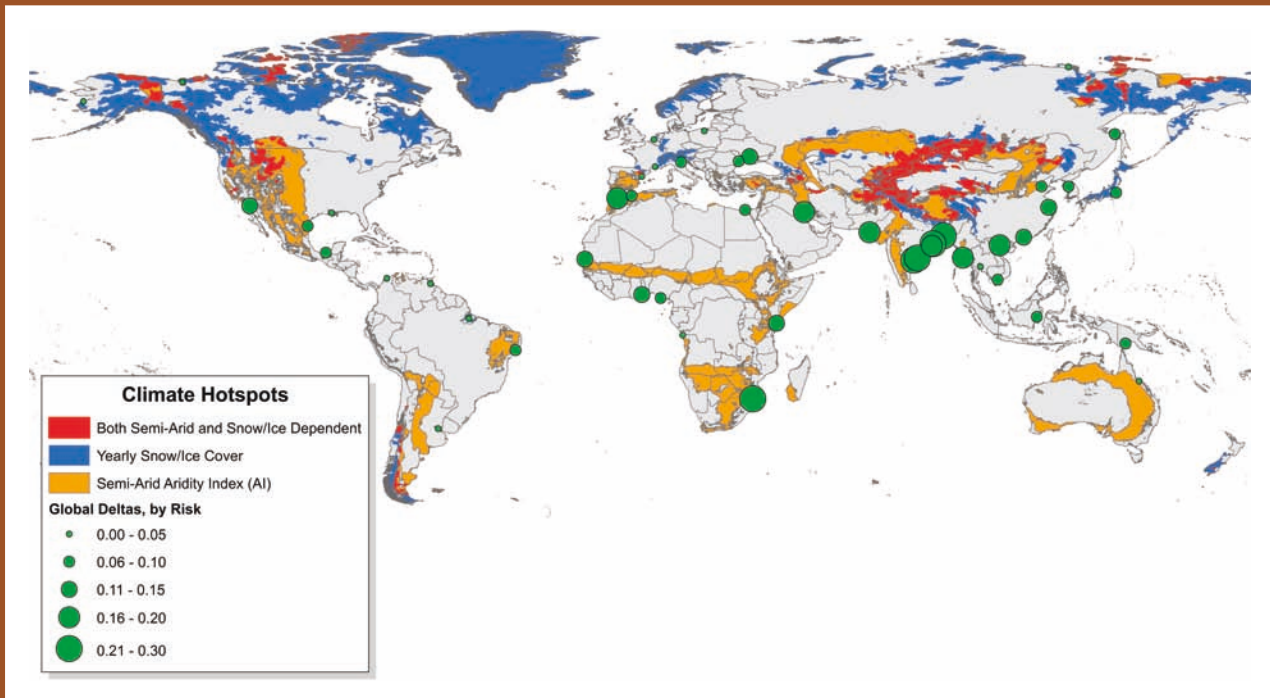 Climate Hotspots
Both Semi-Arid and Snow/Ice Dependent
Yearly Snow/Ice Cover
Semi-Arid Aridity Index (AI)
Global Deltas, by Risk
0.00 - 0.05
0.06 - 0.10
0.11 - 0.15
0.16 - 0.20
0.21 - 0.30